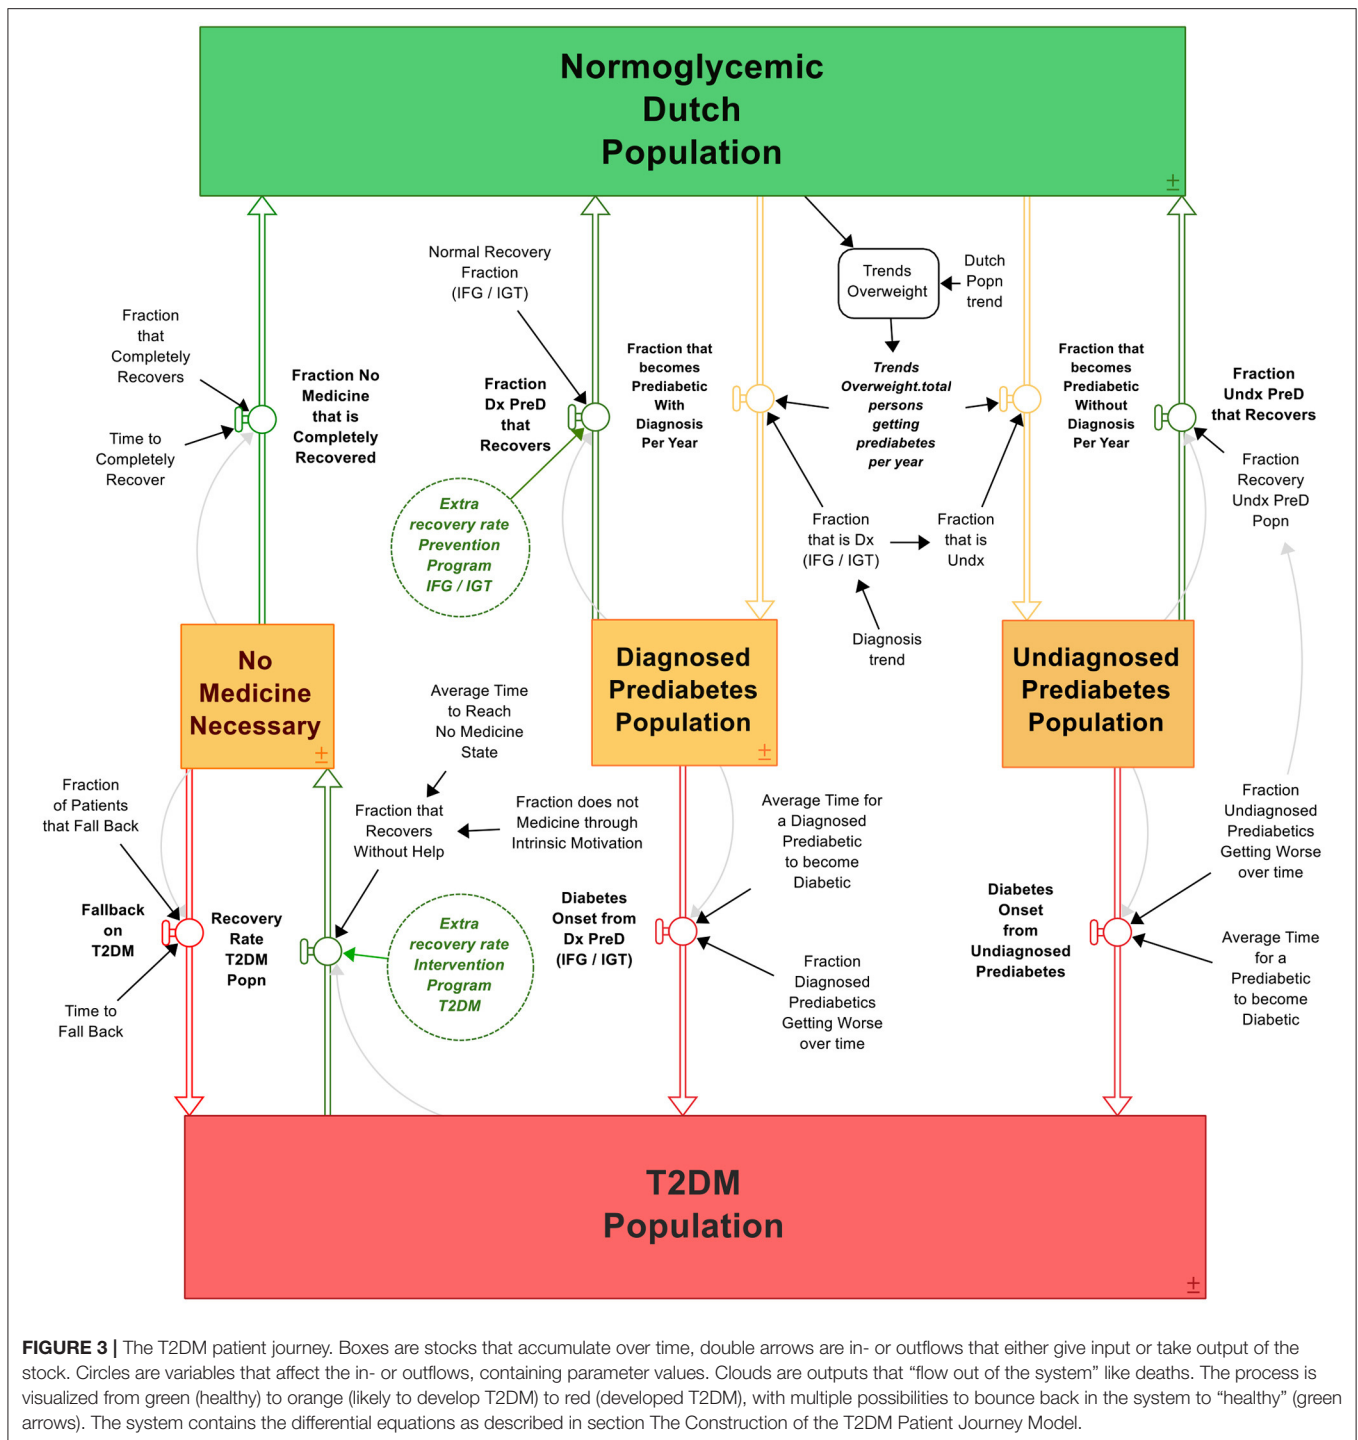 Normoglycemic
Dutch
Population
±
Normal Recovery
Fraction
(IFG / IGT)
Trends
Overweight
Dutch
Popn
trend
Fraction
that
Completely
Recovers
Time to
Completely
Recover
Fraction No
Medicine
that is
Completely
Recovered
Fraction
Dx PreD
that
Recovers
Fraction that
becomes
Prediabetic
With
Diagnosis
Per Year
Trends
Overweight.total
persons
getting
prediabetes
per year
Fraction that
becomes
Prediabetic
Without
Diagnosis
Per Year
Fraction
Undx PreD
that Recovers
Fraction
Recovery
Undx PreD
Popn
Extra
recovery rate
Prevention
Program
IFG / IGT
Fraction
that is Dx
(IFG / IGT)
Fraction
that is
Undx
Diagnosis
trend
No
Medicine
Necessary
±
Diagnosed
Prediabetes
Population
±
Undiagnosed
Prediabetes
Population
Average Time
to Reach
No Medicine
State
Fraction
of Patients
that Fall Back
Fraction that
Recovers
Without Help
Fraction does not
Medicine through
Intrinsic Motivation
Average Time for
a Diagnosed
Prediabetic
to become
Diabetic
Fraction
Undiagnosed
Prediabetics
Getting Worse
over time
Fallback
on
T2DM
Recovery
Rate
T2DM
Popn
Extra
recovery rate
Intervention
Program
T2DM
Diabetes
Onset from
Dx PreD
(IFG / IGT)
Diabetes
Onset
from
Undiagnosed
Prediabetes
Time to
Fall Back
Fraction
Diagnosed
Prediabetics
Getting Worse
over time
Average Time
for a
Prediabetic
to become
Diabetic
T2DM
Population
±
FIGURE 3 | The T2DM patient journey. Boxes are stocks that accumulate over time, double arrows are in- or outflows that either give input or take output of the
stock. Circles are variables that affect the in- or outflows, containing parameter values. Clouds are outputs that “flow out of the system” like deaths. The process is
visualized from green (healthy) to orange (likely to develop T2DM) to red (developed T2DM), with multiple possibilities to bounce back in the system to “healthy” (green
arrows). The system contains the differential equations as described in section The Construction of the T2DM Patient Journey Model.